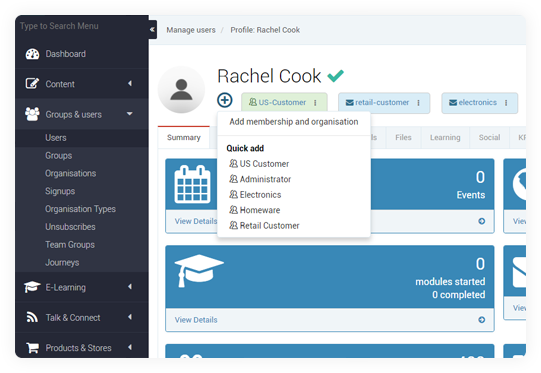 Type to Search Menu
Dashboard
Content
Groups & users
Users
Groups
Organisations
Signups
Organisation Types
Unsubscribes
Team Groups
Journeys
E-Learning
Talk & Connect
Products & Stores
Manage users / Profile: Rachel Cook
Rachel Cook
US-Customer
retail-customer
electronics
Add membership and organisation
Quick add
US Customer
Administrator
Electronics
Homeware
Retail Customer
Summary
Files
Learning
Social
0
Events
View Details
0
modules started
0 completed
View Details